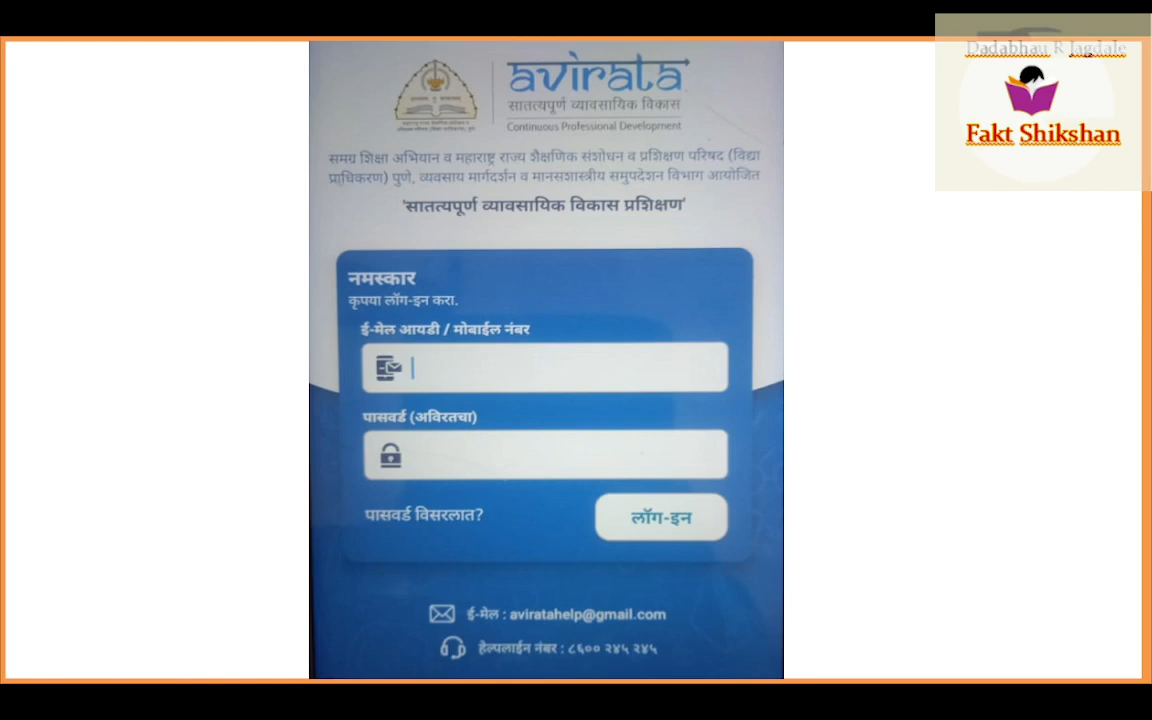 Dadabhau R Jagdale
Fakt Shikshan
avirata
सातत्यपूर्ण व्यावसायिक विकास
Continuous Professional Development
समग्र शिक्षा अभियान व महाराष्ट्र राज्य शैक्षणिक संशोधन व प्रशिक्षण परिषद (विद्या
प्राधिकरण) पुणे, व्यवसाय मार्गदर्शन व मानसशास्त्रीय समुपदेशन विभाग आयोजित
'सातत्यपूर्ण व्यावसायिक विकास प्रशिक्षण'
नमस्कार
कृपया लॉग-इन करा.
ई-मेल आयडी / मोबाईल नंबर
पासवर्ड (अविरतचा)
पासवर्ड विसरलात?
लॉग-इन
ई-मेल : aviratahelp@gmail.com
हेल्पलाईन नंबर : ८६०० २४५ २४५